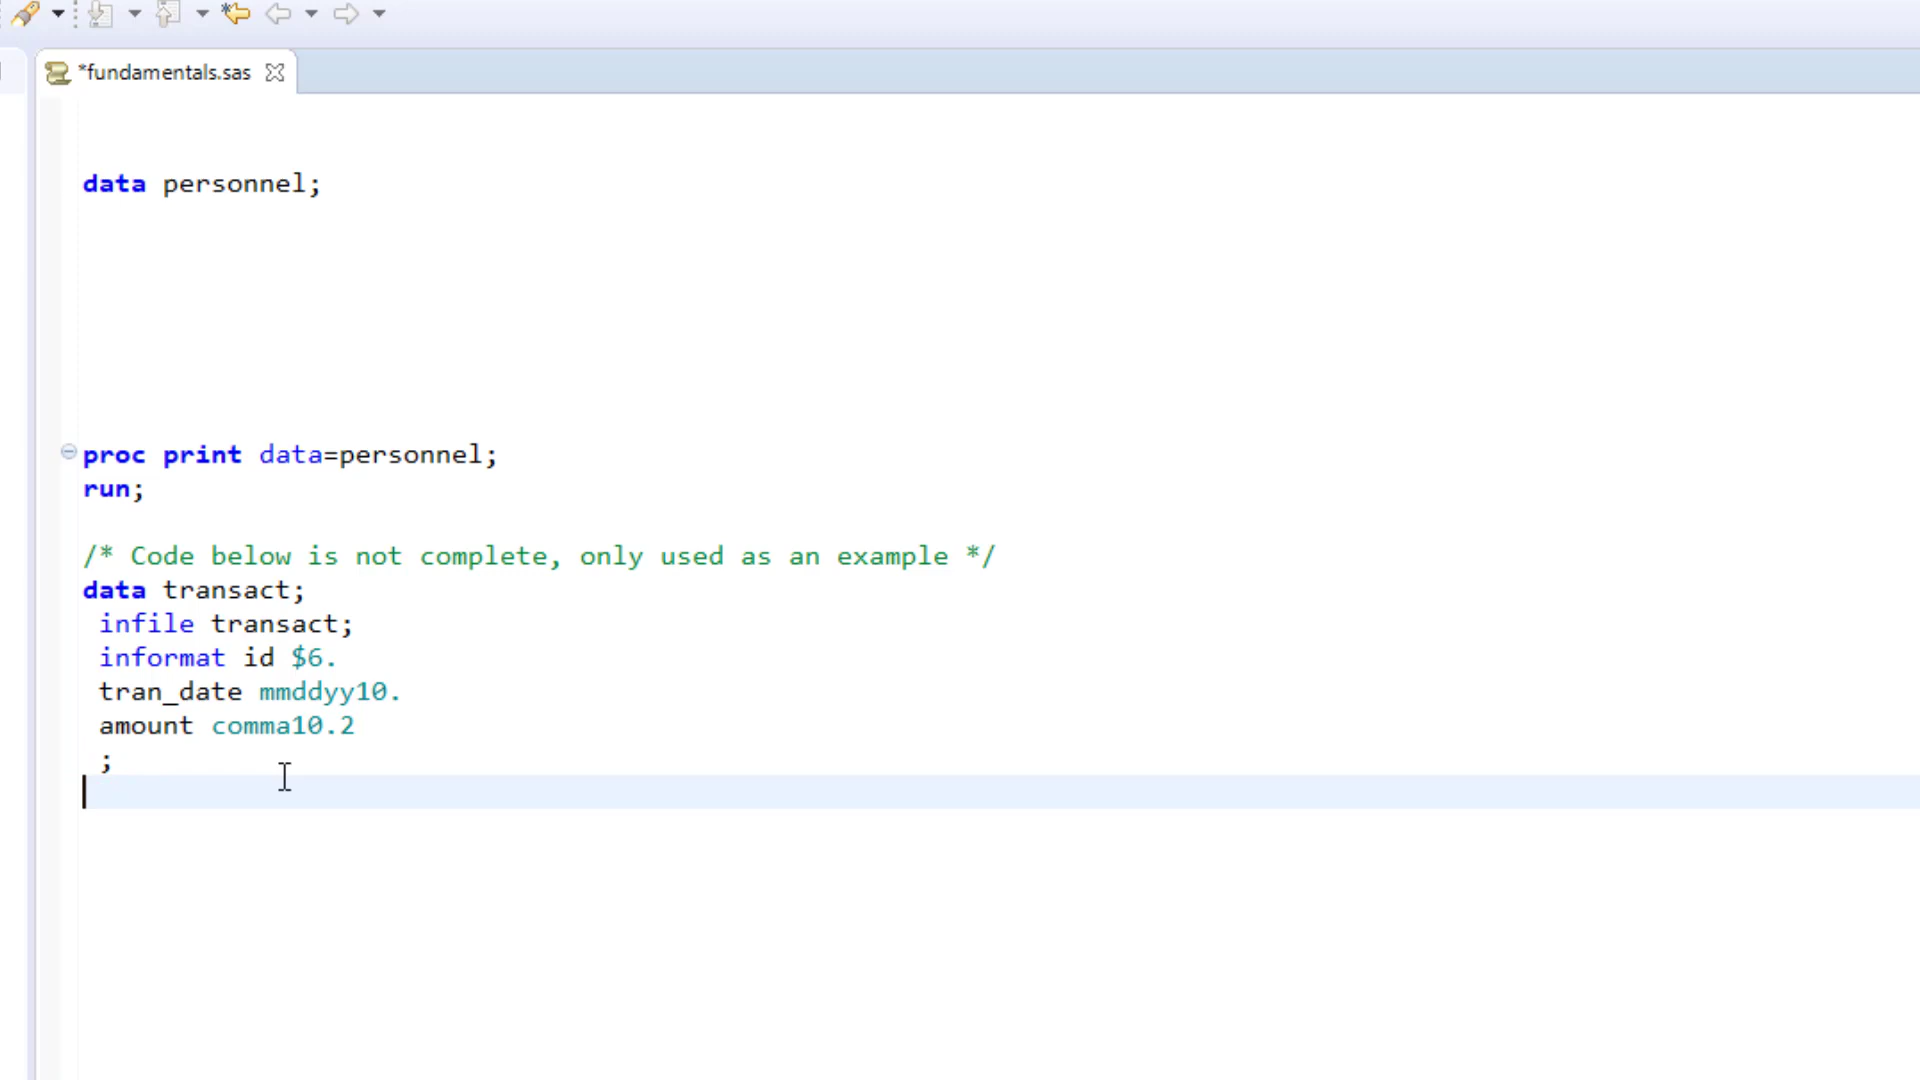 *fundamentals.sas
data personnel;
proc print data=personnel;
run;
/* Code below is not complete, only used as an example */
data transact;
infile transact;
informat id $6.
tran_date mmddyy10.
amount comma10.2
;